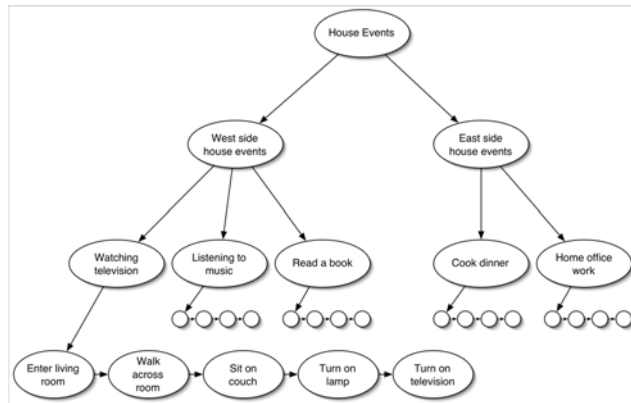 House Events
West side
house events
East side
house events
Watching
television
Listening to
music
Read a book
Cook dinner
Home office
work
Enter living
room
Walk
across
room
Sit on
couch
Turn on
lamp
Turn on
television